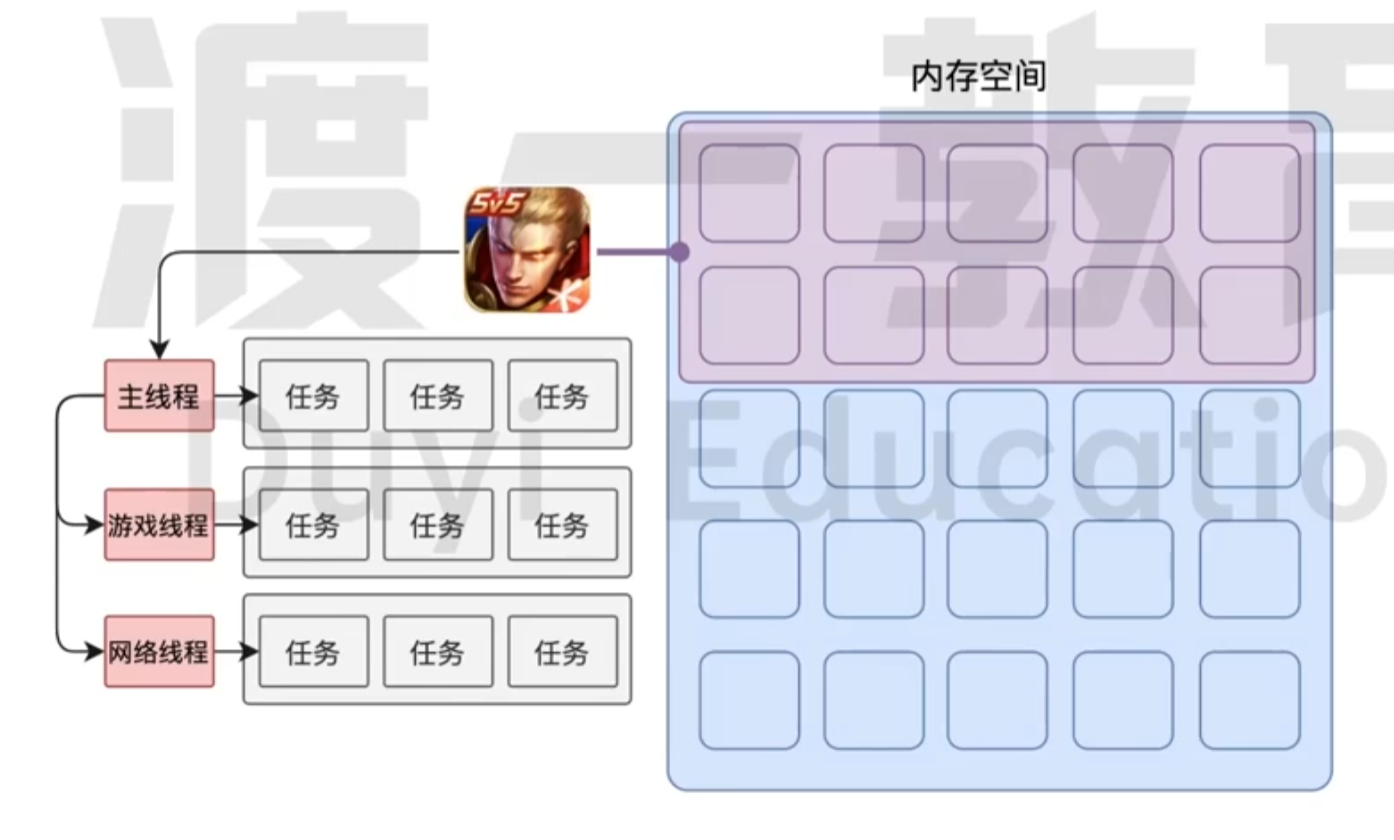 渡一教育
内存空间
5v5
主线程
任务 任务 任务
Duyi Educatio
游戏线程
任务 任务 任务
网络线程
任务 任务 任务